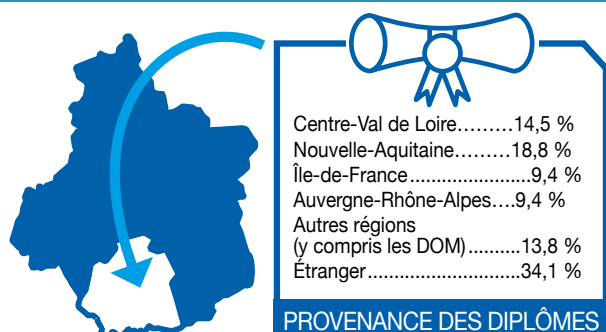 Centre-Val de Loire.........14,5 %
Nouvelle-Aquitaine.........18,8 %
Île-de-France.......................9,4 %
Auvergne-Rhône-Alpes....9,4 %
Autres régions
(y compris les DOM)..........13,8 %
Étranger.............................34,1 %
PROVENANCE DES DIPLÔMES